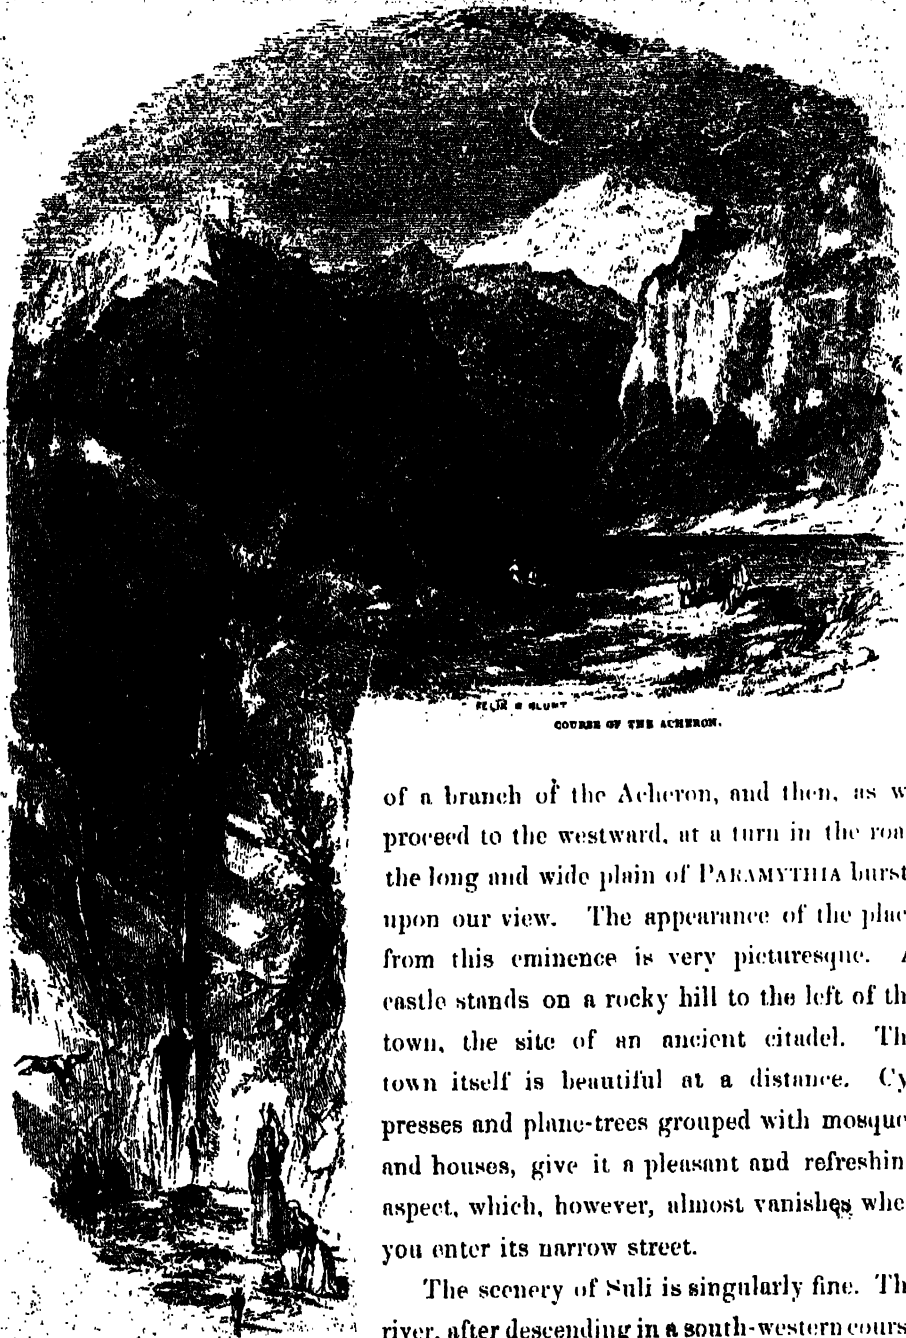 COURSE OF THE ACHERON.
of a branch of the Acheron, and then, as w
proceed to the westward, at a turn in the roa
the long and wide plain of PARAMYTHIA burst
upon our view. The appearance of the plac
from this eminence is very picturesque. A
castle stands on a rocky hill to the left of th
town, the site of an ancient citadel. Th
town itself is beautiful at a distance. Cy
presses and plane-trees grouped with mosque
and houses, give it a pleasant and refreshin
aspect, which, however, almost vanishes whe
you enter its narrow street.
The scenery of Suli is singularly fine. Th
river, after descending in a south-western cours